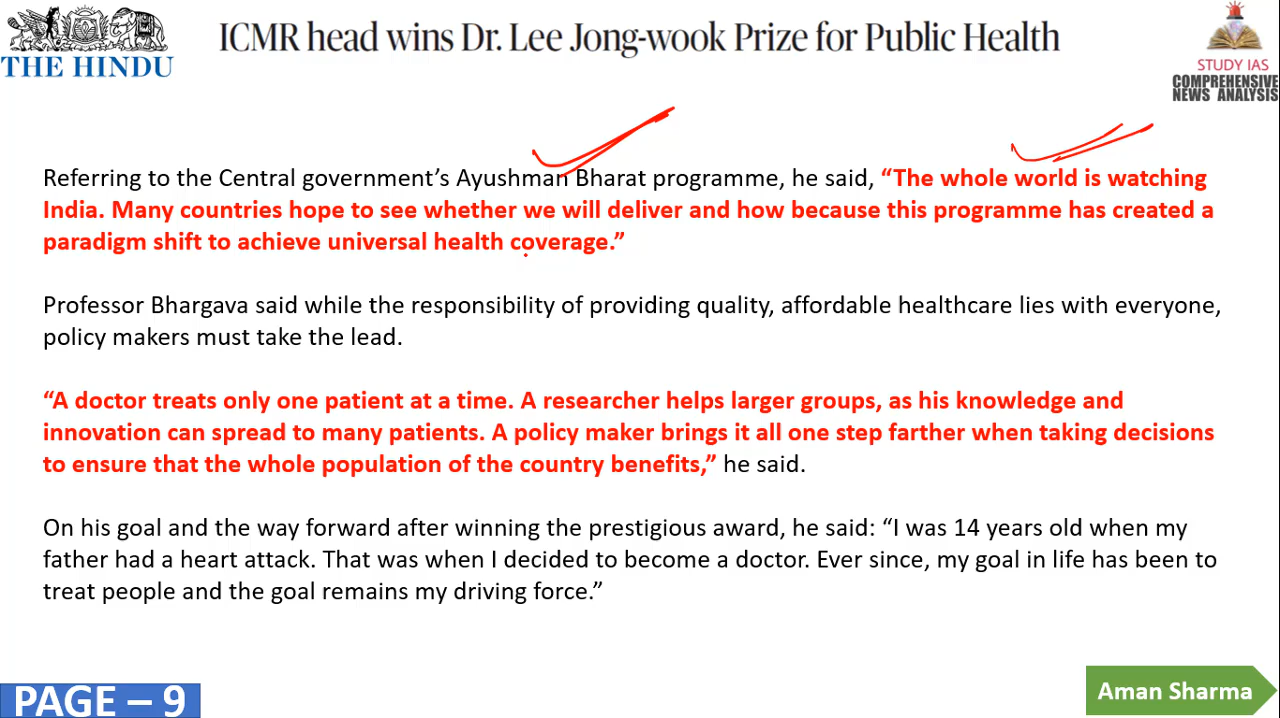 ICMR head wins Dr. Lee Jong-wook Prize for Public Health
THE HINDU
STUDY IAS
COMPREHENSIVE
NEWS ANALYSIS
Referring to the Central government’s Ayushman Bharat programme, he said, “The whole world is watching
India. Many countries hope to see whether we will deliver and how because this programme has created a
paradigm shift to achieve universal health coverage.”
Professor Bhargava said while the responsibility of providing quality, affordable healthcare lies with everyone,
policy makers must take the lead.
“A doctor treats only one patient at a time. A researcher helps larger groups, as his knowledge and
innovation can spread to many patients. A policy maker brings it all one step farther when taking decisions
to ensure that the whole population of the country benefits,” he said.
On his goal and the way forward after winning the prestigious award, he said: “I was 14 years old when my
father had a heart attack. That was when I decided to become a doctor. Ever since, my goal in life has been to
treat people and the goal remains my driving force.”
PAGE – 9
Aman Sharma